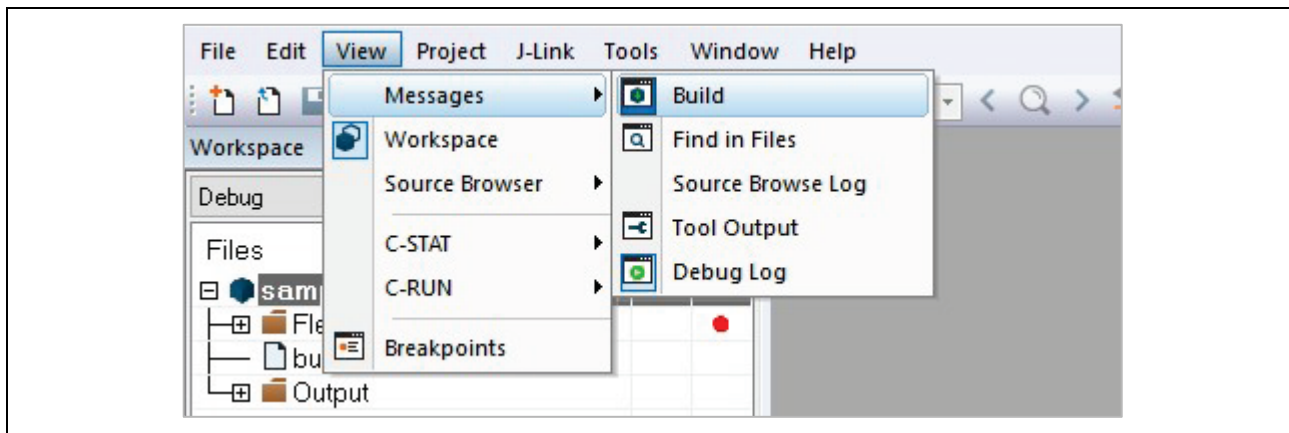 File Edit View Project J-Link Tools Window Help
Messages
Build
Workspace
Workspace
Find in Files
Debug
Source Browser
Source Browse Log
Tool Output
Files
C-STAT
Debug Log
C-RUN
Breakpoints
Output